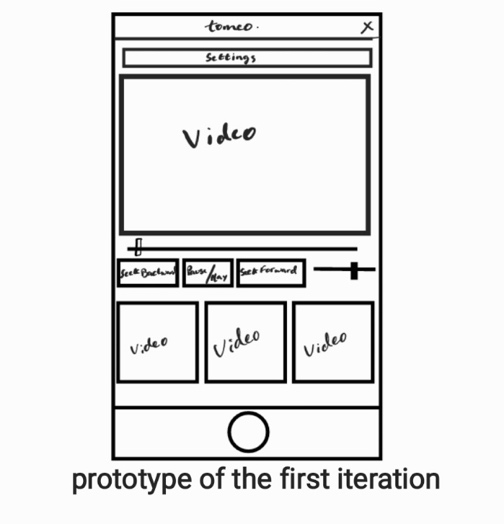 tomeo.
X
Settings
Video
Seek Backward Pause/Play Seek Forward
Video Video Video
prototype of the first iteration